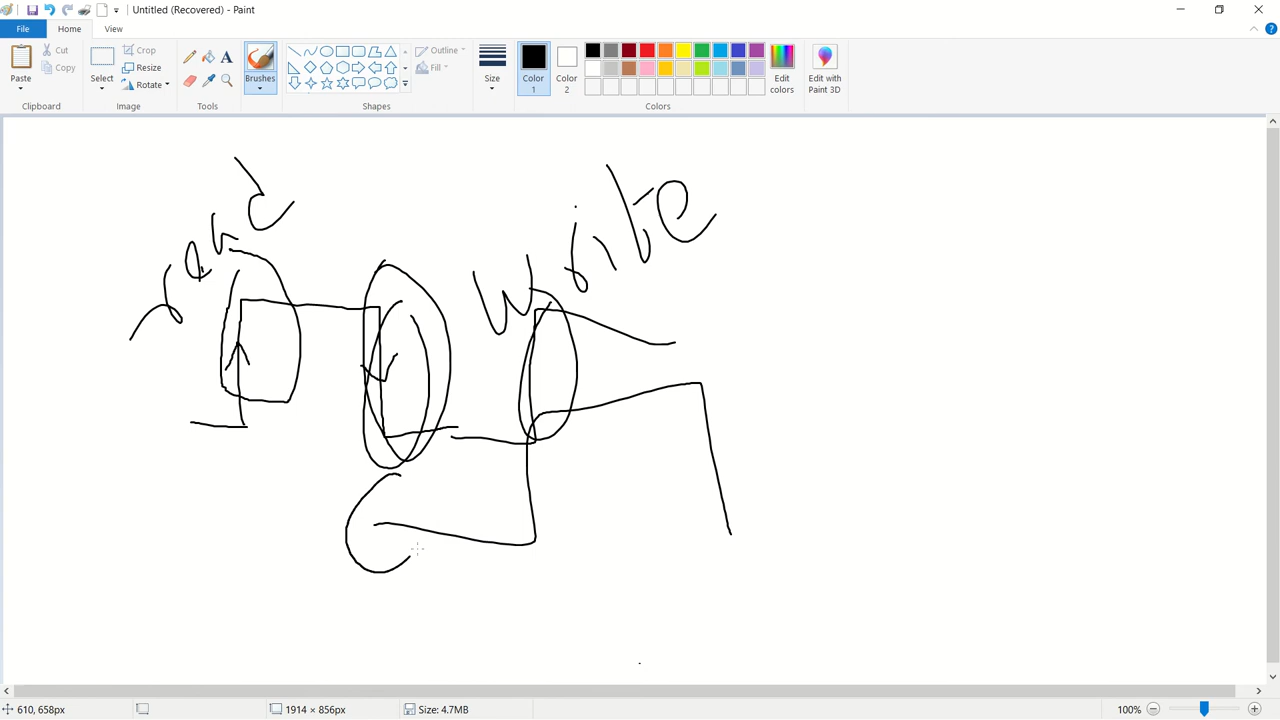 Untitled (Recovered) - Paint
File Home View
Paste Cut Copy Select Crop Resize Rotate Brushes Outline Fill Size Color 1 Color 2 Edit colors Edit with Paint 3D
Clipboard Image Tools Shapes Colors
read
write
610, 658px 1914 × 856px Size: 4.7MB 100%